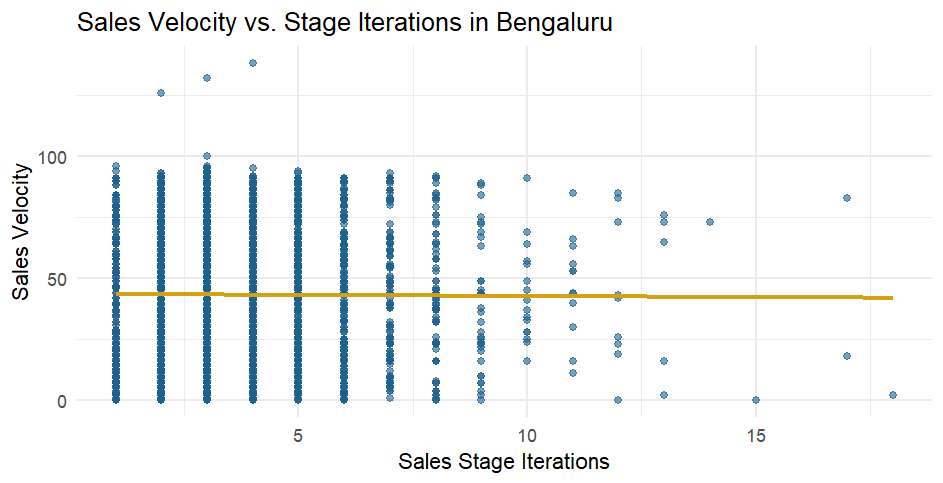 Sales Velocity vs. Stage Iterations in Bengaluru
Sales Velocity
100
50
0
5 10 15
Sales Stage Iterations